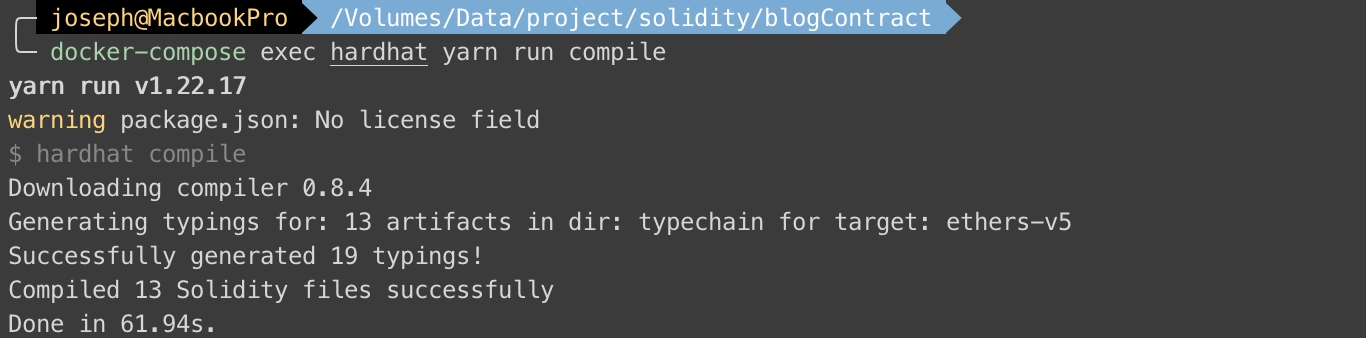 joseph@MacbookPro /Volumes/Data/project/solidity/blogContract
docker-compose exec hardhat yarn run compile
yarn run v1.22.17
warning package.json: No license field
$ hardhat compile
Downloading compiler 0.8.4
Generating typings for: 13 artifacts in dir: typechain for target: ethers-v5
Successfully generated 19 typings!
Compiled 13 Solidity files successfully
Done in 61.94s.